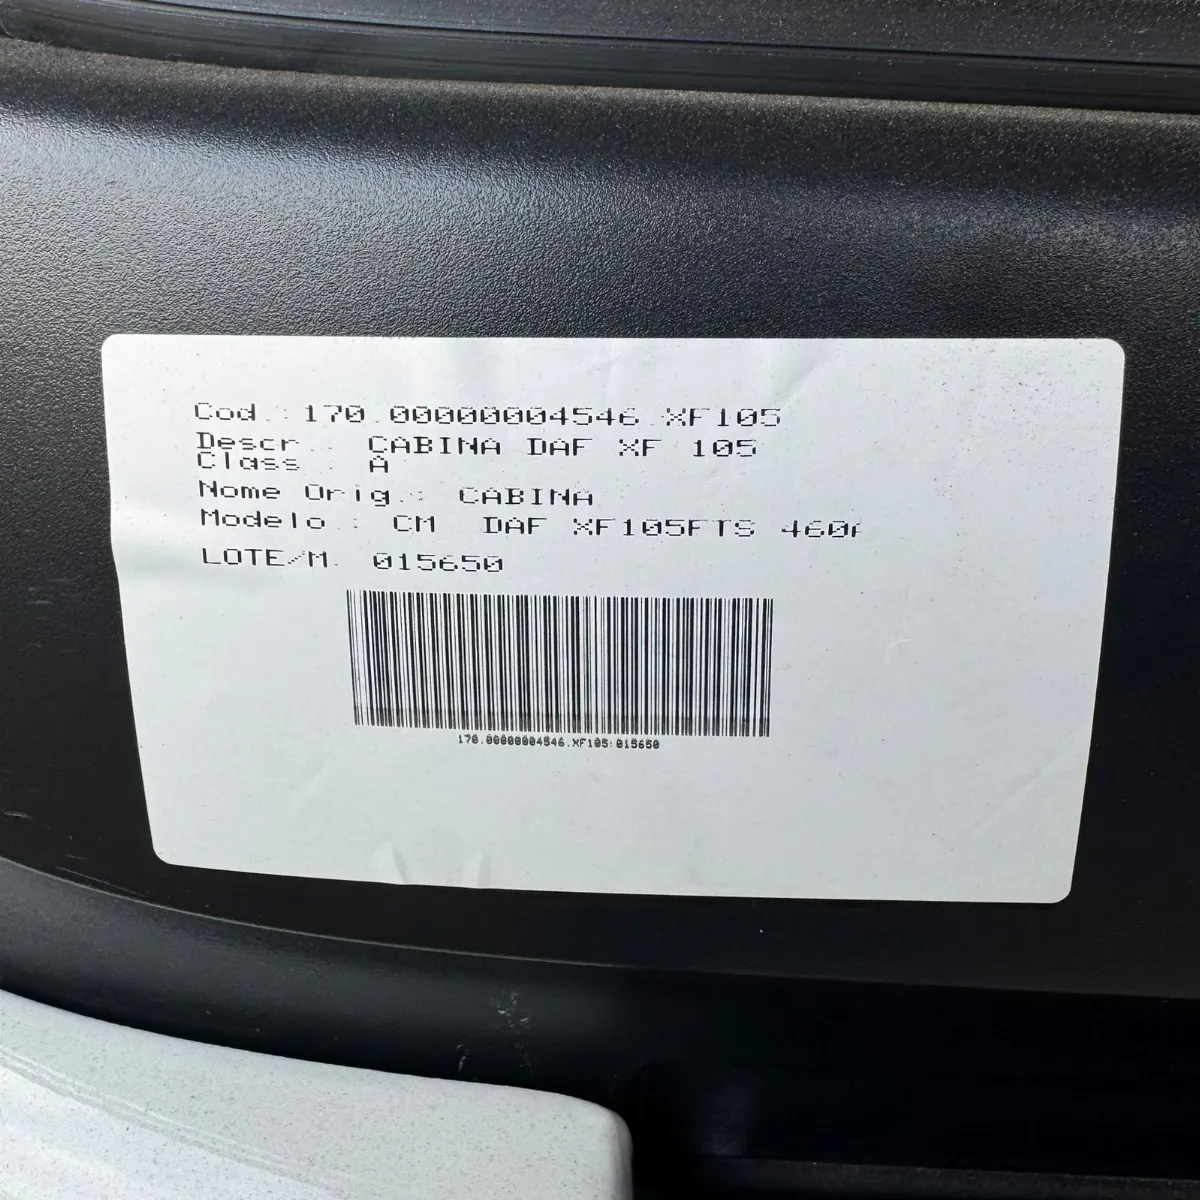 Cod : 170.00000004546.XF105
Descr : CABINA DAF XF 105
Class : A
Nome Orig.: CABINA
Modelo : CM DAF XF105FTS 460
LOTE/M. 015650
170.00000004546.XF105:015650